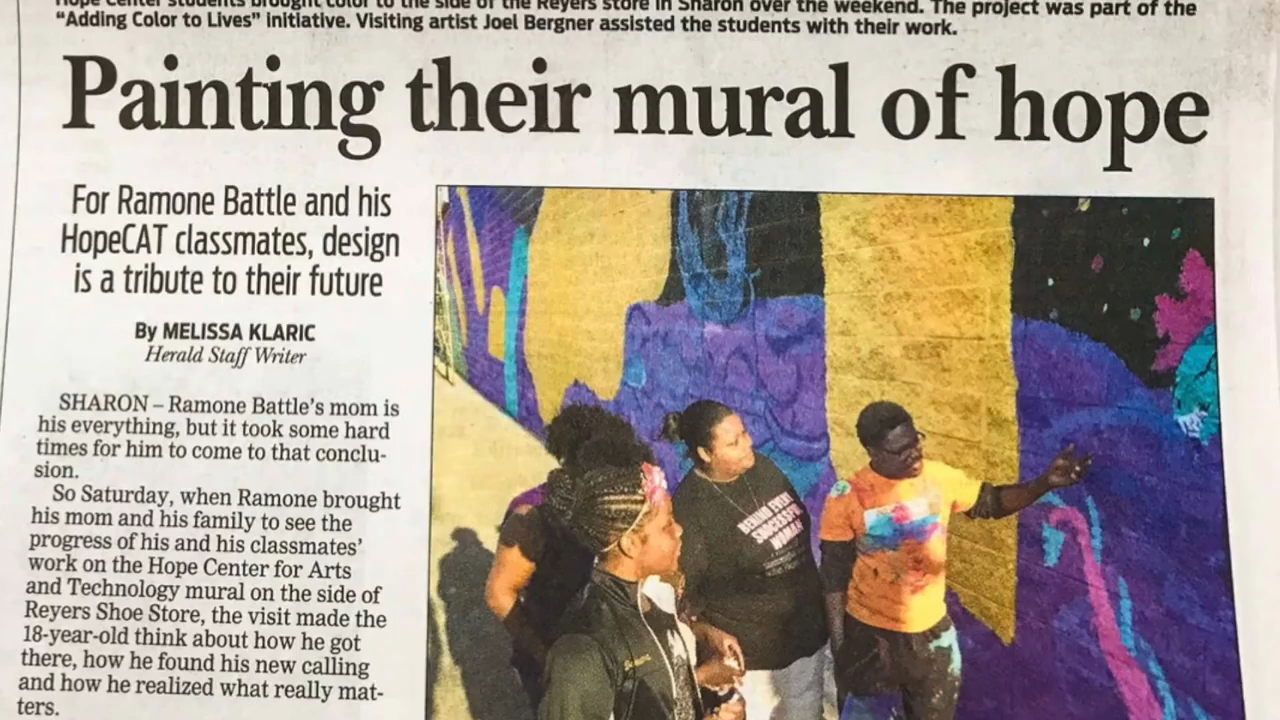 Hope Center students brought color to the side of the Reyers store in Sharon over the weekend. The project was part of the
“Adding Color to Lives” initiative. Visiting artist Joel Bergner assisted the students with their work.
Painting their mural of hope
For Ramone Battle and his
HopeCAT classmates, design
is a tribute to their future
By MELISSA KLARIC
Herald Staff Writer
SHARON – Ramone Battle’s mom is
his everything, but it took some hard
times for him to come to that conclu-
sion.
So Saturday, when Ramone brought
his mom and his family to see the
progress of his and his classmates’
work on the Hope Center for Arts
and Technology mural on the side of
Reyers Shoe Store, the visit made the
18-year-old think about how he got
there, how he found his new calling
and how he realized what really mat-
ters.
BEHIND EVERY
SUCCESSFUL
WOMAN